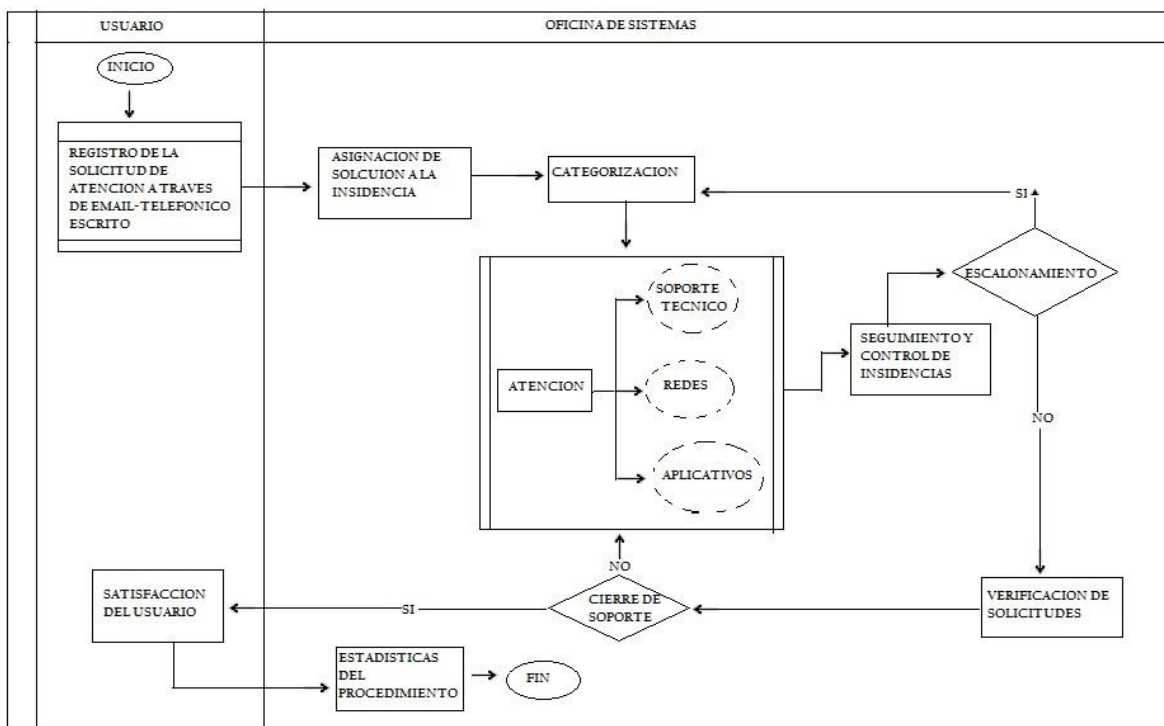 USUARIO
OFICINA DE SISTEMAS
INICIO
REGISTRO DE LA
SOLICITUD DE
ATENCION A TRAVES
DE EMAIL-TELEFONICO
ESCRITO
ASIGNACION DE
SOLCUION A LA
INSIDENCIA
CATEGORIZACION
SI
ESCALONAMIENTO
SOPORTE
TECNICO
ATENCION
REDES
APLICATIVOS
SEGUIMIENTO Y
CONTROL DE
INSIDENCIAS
NO
VERIFICACION DE
SOLICITUDES
NO
CIERRE DE
SOPORTE
SI
SATISFACCION
DEL USUARIO
ESTADISTICAS
DEL
PROCEDIMIENTO
FIN